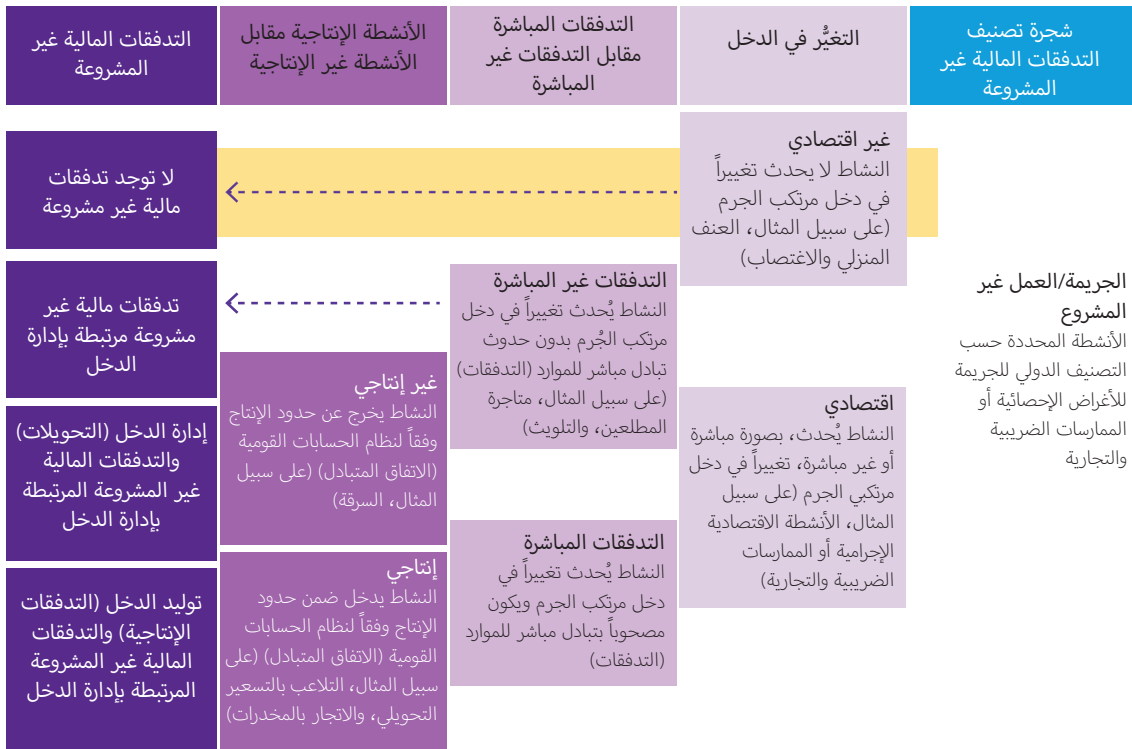 شجرة تصنيف
التدفقات المالية غير
المشروعة
التغيُّر في الدخل
التدفقات المباشرة
مقابل التدفقات غير
المباشرة
الأنشطة الإنتاجية مقابل
الأنشطة غير الإنتاجية
التدفقات المالية غير
المشروعة
الجريمة/العمل غير
المشروع
الأنشطة المحددة حسب
التصنيف الدولي للجريمة
للأغراض الإحصائية أو
الممارسات الضريبية
والتجارية
غير اقتصادي
النشاط لا يحدث تغييراً
في دخل مرتكب الجرم
(على سبيل المثال، العنف
المنزلي والاغتصاب)
اقتصادي
النشاط يُحدث، بصورة مباشرة
أو غير مباشرة، تغييراً في دخل
مرتكبي الجرم (على سبيل
المثال، الأنشطة الاقتصادية
الإجرامية أو الممارسات
الضريبية والتجارية)
التدفقات غير المباشرة
النشاط يُحدث تغييراً في دخل
مرتكب الجُرم بدون حدوث
تبادل مباشر للموارد (التدفقات)
(على سبيل المثال، متاجرة
المطلعين، والتلويث)
التدفقات المباشرة
النشاط يُحدث تغييراً في
دخل مرتكب الجرم ويكون
مصحوباً بتبادل مباشر للموارد
(التدفقات)
غير إنتاجي
النشاط يخرج عن حدود الإنتاج
وفقاً لنظام الحسابات القومية
(الاتفاق المتبادل) (على سبيل
المثال، السرقة)
إنتاجي
النشاط يدخل ضمن حدود
الإنتاج وفقاً لنظام الحسابات
القومية (الاتفاق المتبادل) (على
سبيل المثال، التلاعب بالتسعير
التحويلي، والاتجار بالمخدرات)
لا توجد تدفقات
مالية غير مشروعة
تدفقات مالية غير
مشروعة مرتبطة بإدارة
الدخل
إدارة الدخل (التحويلات)
والتدفقات المالية
غير المشروعة المرتبطة
بإدارة الدخل
توليد الدخل (التدفقات
الإنتاجية) والتدفقات
المالية غير المشروعة
المرتبطة بإدارة الدخل